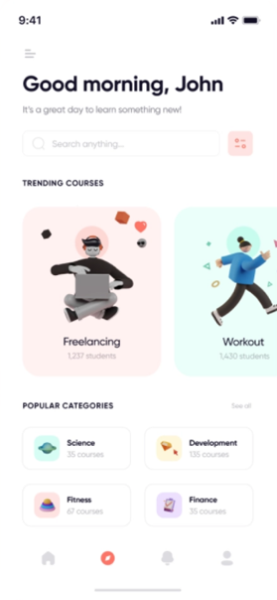 9:41
Good morning, John
It's a great day to learn something new!
Search anything...
TRENDING COURSES
Freelancing
1,237 students
Workout
1,430 students
POPULAR CATEGORIES
See all
Science
35 courses
Development
135 courses
Fitness
67 courses
Finance
35 courses